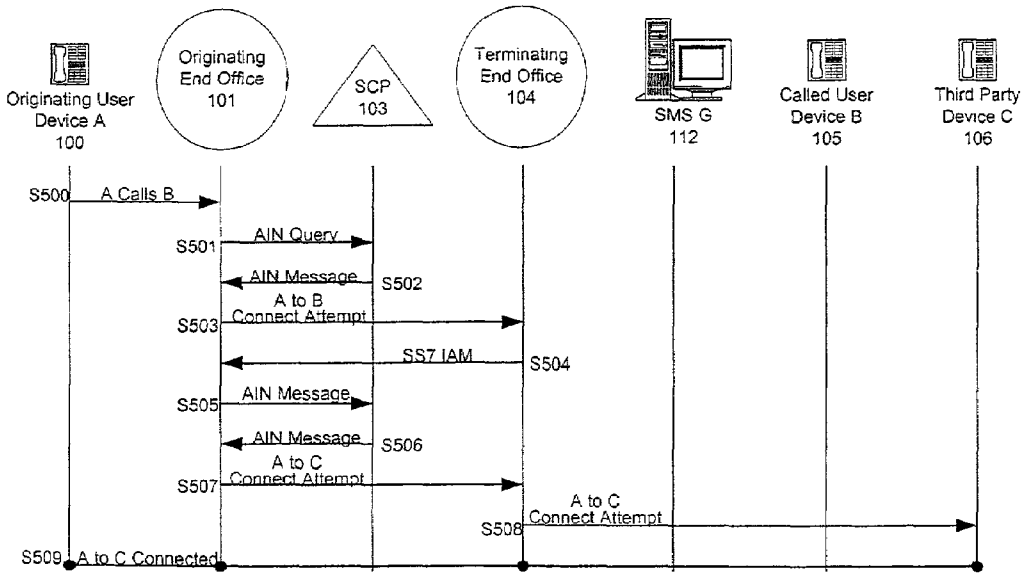 Originating User
Device A
100
Originating
End Office
101
SCP
103
Terminating
End Office
104
SMS G
112
Called User
Device B
105
Third Party
Device C
106
S500 A Calls B
S501 AIN Query
AIN Message S502
A to B
S503 Connect Attempt
SS7 IAM S504
S505 AIN Message
AIN Message S506
A to C
S507 Connect Attempt
A to C
S508 Connect Attempt
S509 A to C Connected